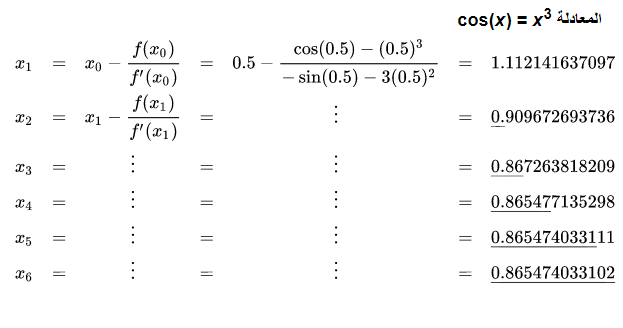 المعادلة cos(x) = x³
x₁ = x₀ − f(x₀)/f′(x₀) = 0.5 − (cos(0.5) − (0.5)³)/(− sin(0.5) − 3(0.5)²) = 1.112141637097
x₂ = x₁ − f(x₁)/f′(x₁) = ⋮ = 0.909672693736
x₃ = ⋮ = ⋮ = 0.867263818209
x₄ = ⋮ = ⋮ = 0.865477135298
x₅ = ⋮ = ⋮ = 0.865474033111
x₆ = ⋮ = ⋮ = 0.865474033102